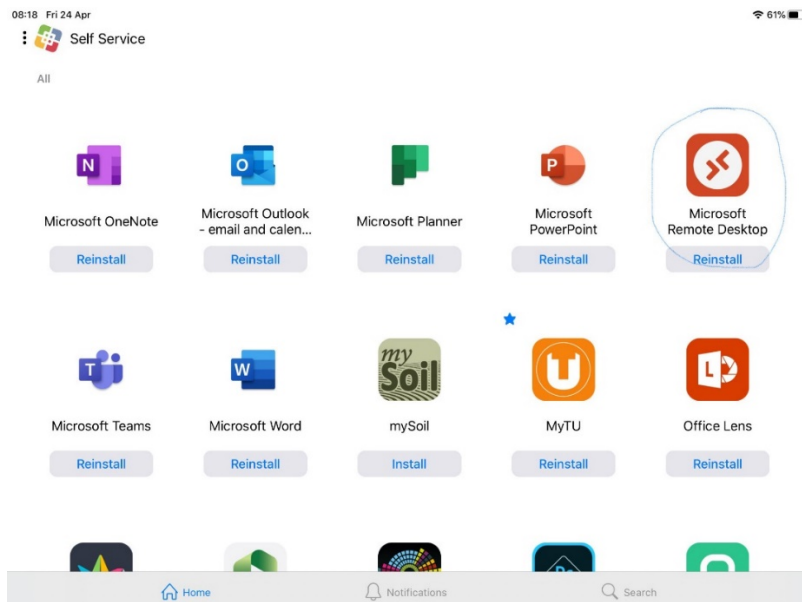 08:18 Fri 24 Apr
61%
Self Service
All
N
Microsoft OneNote
Reinstall
O
Microsoft Outlook
- email and calen...
Reinstall
Microsoft Planner
Reinstall
P
Microsoft
PowerPoint
Reinstall
Microsoft
Remote Desktop
Reinstall
T
Microsoft Teams
Reinstall
W
Microsoft Word
Reinstall
my
Soil
mySoil
Install
U
MyTU
Reinstall
L
Office Lens
Reinstall
Home
Notifications
Search